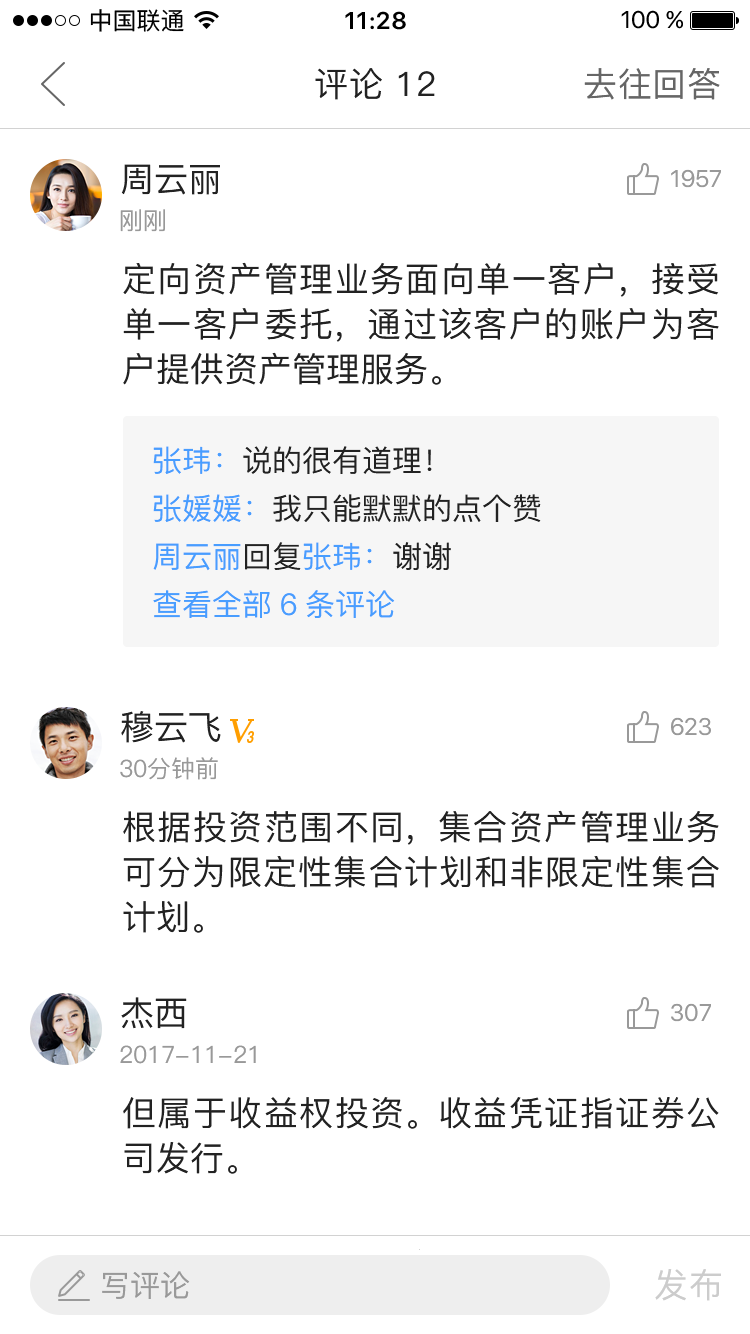 中国联通 11:28 100 %
评论 12 去往回答
周云丽 1957
刚刚
定向资产管理业务面向单一客户，接受
单一客户委托，通过该客户的账户为客
户提供资产管理服务。
张玮：说的很有道理！
张媛媛：我只能默默的点个赞
周云丽回复张玮：谢谢
查看全部 6 条评论
穆云飞 V3 623
30分钟前
根据投资范围不同，集合资产管理业务
可分为限定性集合计划和非限定性集合
计划。
杰西 307
2017-11-21
但属于收益权投资。收益凭证指证券公
司发行。
写评论 发布